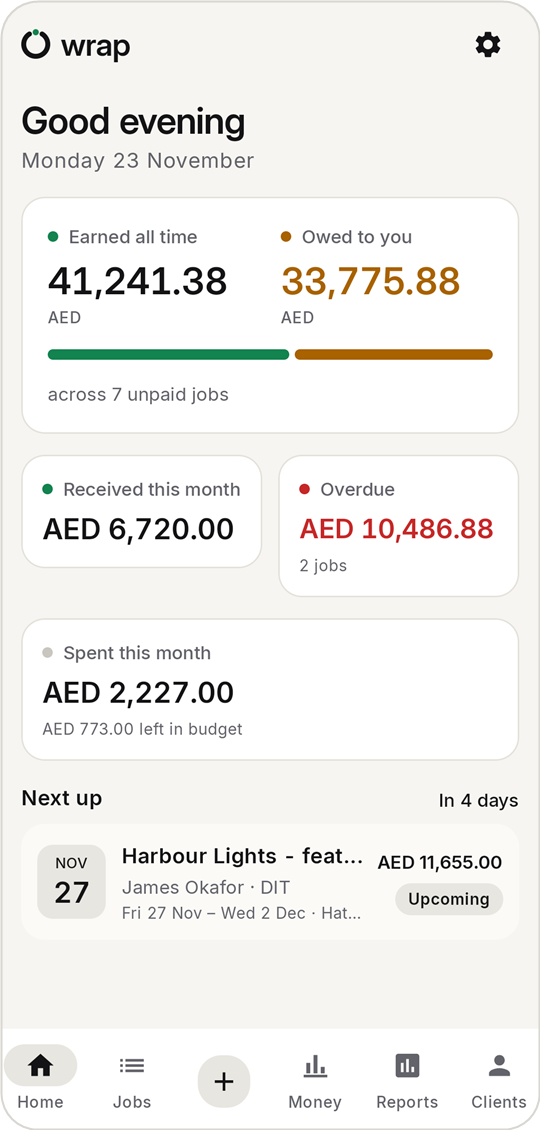 wrap
Good evening
Monday 23 November
Earned all time
41,241.38
AED
Owed to you
33,775.88
AED
across 7 unpaid jobs
Received this month
AED 6,720.00
Overdue
AED 10,486.88
2 jobs
Spent this month
AED 2,227.00
AED 773.00 left in budget
Next up
In 4 days
NOV
27
Harbour Lights - feat...
James Okafor · DIT
Fri 27 Nov – Wed 2 Dec · Hat...
AED 11,655.00
Upcoming
Home
Jobs
+
Money
Reports
Clients